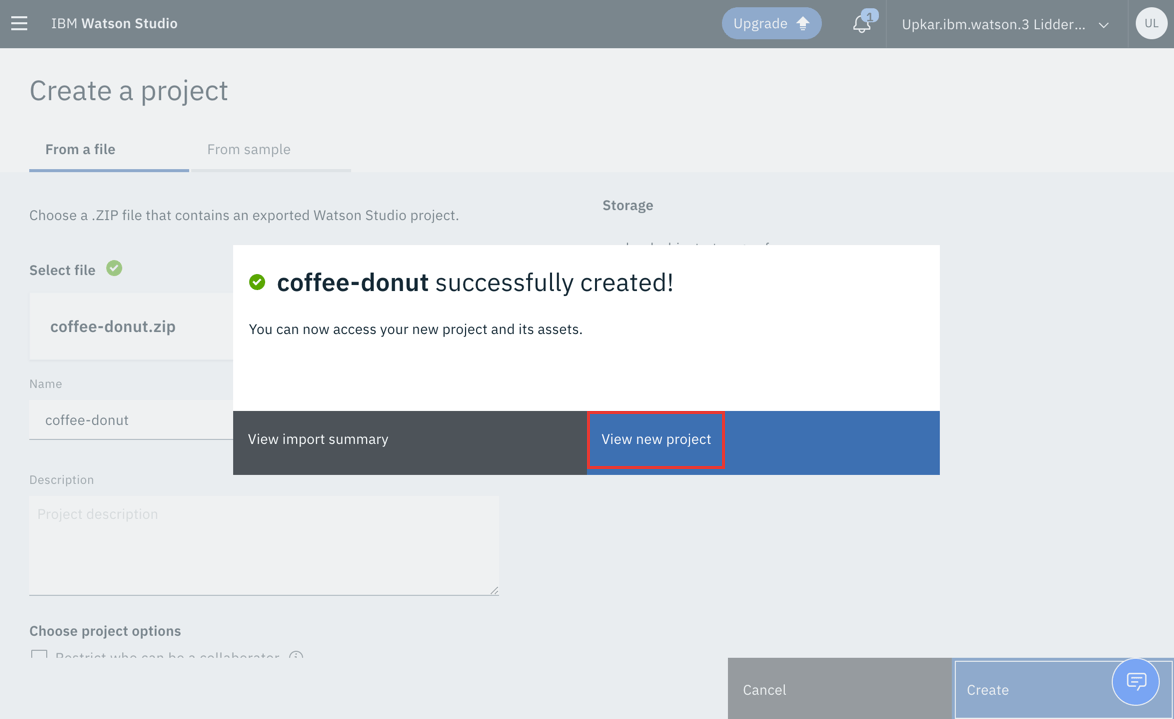 IBM Watson Studio
Upgrade
1
Upkar.ibm.watson.3 Lidder...
UL
Create a project
From a file
From sample
Choose a .ZIP file that contains an exported Watson Studio project.
Storage
Select file
coffee-donut.zip
Name
coffee-donut
coffee-donut successfully created!
You can now access your new project and its assets.
View import summary
View new project
Description
Project description
Choose project options
Restrict who can be a collaborator
Cancel
Create